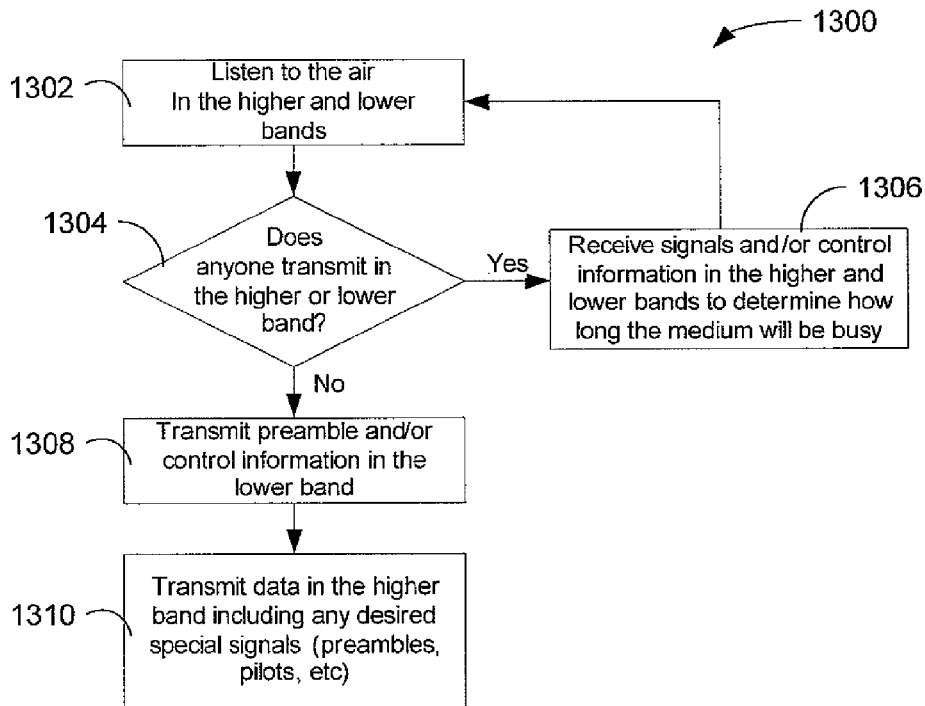 1300
1302
Listen to the air
In the higher and lower
bands
1304
Does
anyone transmit in
the higher or lower
band?
Yes
1306
Receive signals and/or control
information in the higher and
lower bands to determine how
long the medium will be busy
No
1308
Transmit preamble and/or
control information in the
lower band
1310
Transmit data in the higher
band including any desired
special signals (preambles,
pilots, etc)